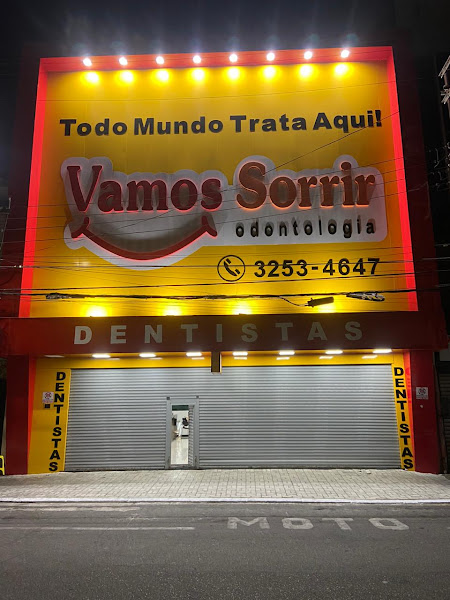 Todo Mundo Trata Aqui!
Vamos Sorrir
odontologia
3253-4647
DENTISTAS
DENTISTAS
DENTISTAS
MOTO